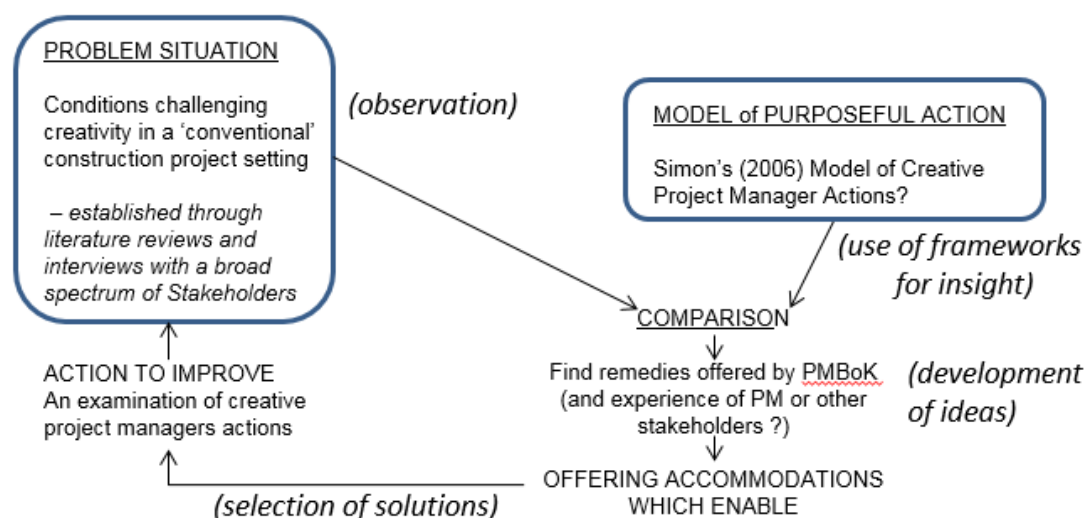 PROBLEM SITUATION
Conditions challenging
creativity in a ‘conventional’
construction project setting
– established through
literature reviews and
interviews with a broad
spectrum of Stakeholders
(observation)
MODEL of PURPOSEFUL ACTION
Simon’s (2006) Model of Creative
Project Manager Actions?
(use of frameworks
for insight)
COMPARISON
Find remedies offered by PMBoK
(and experience of PM or other
stakeholders ?)
(development
of ideas)
OFFERING ACCOMMODATIONS
WHICH ENABLE
(selection of solutions)
ACTION TO IMPROVE
An examination of creative
project managers actions